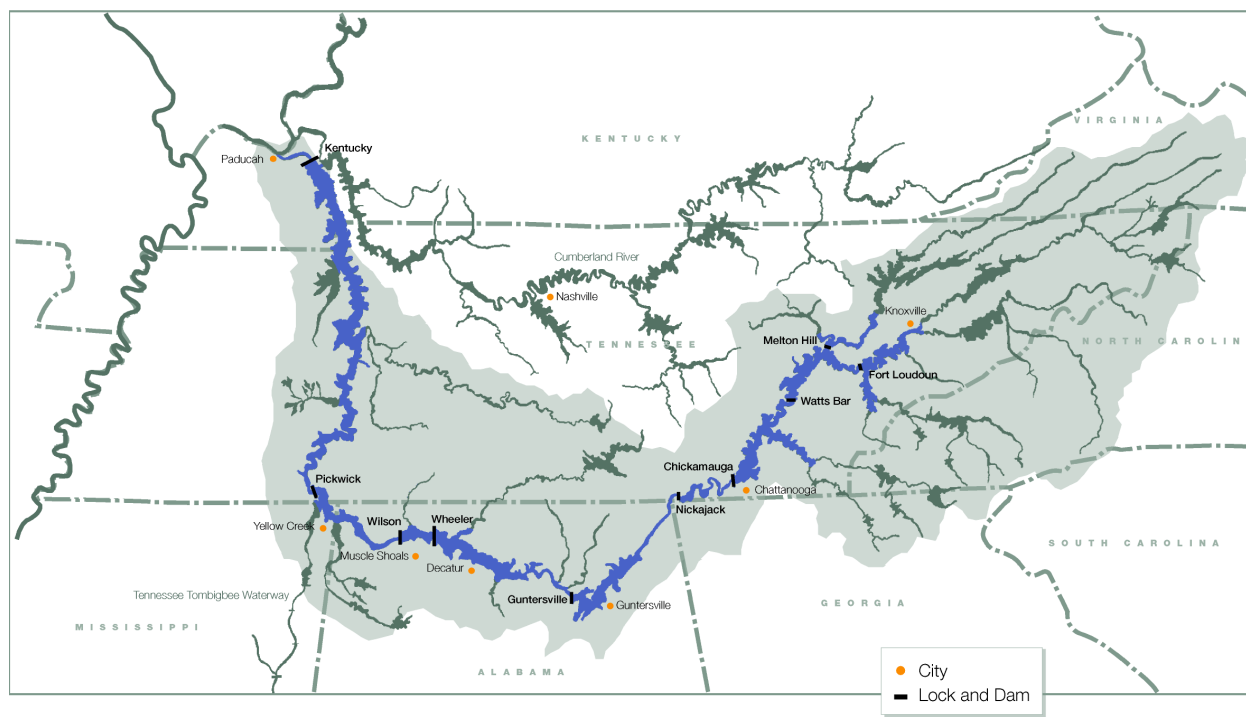 VIRGINIA
KENTUCKY
Kentucky
Paducah
Cumberland River
Nashville
Knoxville
TENNESSEE
Melton Hill
NORTH CAROLIN
Fort Loudoun
Watts Bar
Chickamauga
Pickwick
Chattanooga
Nickajack
Yellow Creek
Wilson
Wheeler
SOUTH CAROLINA
Muscle Shoals
Decatur
Tennessee Tombigbee Waterway
Guntersville
Guntersville
GEORGIA
MISSISSIPPI
ALABAMA
City
Lock and Dam